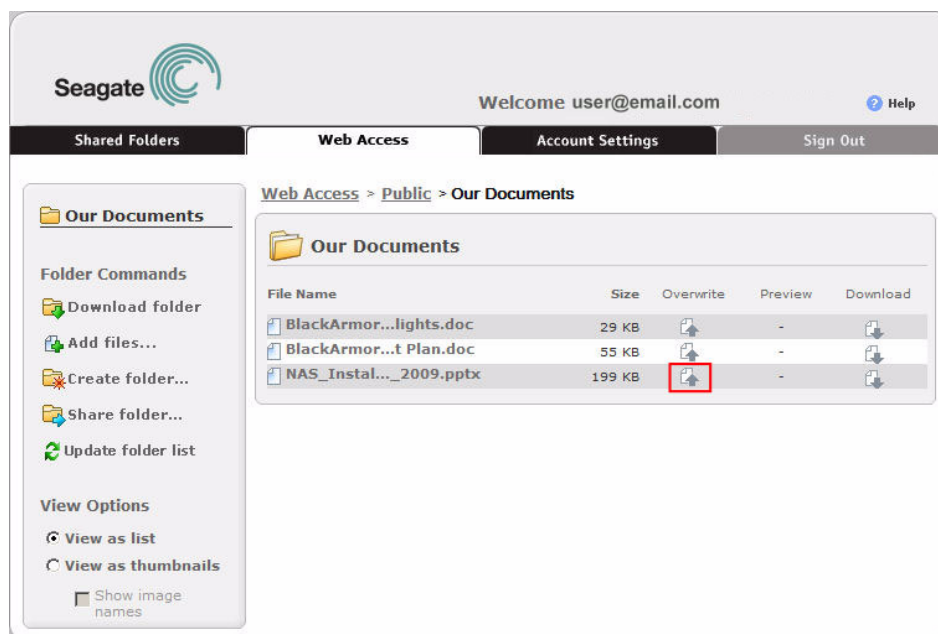 Seagate
Welcome user@email.com
Help
Shared Folders
Web Access
Account Settings
Sign Out
Our Documents
Folder Commands
Download folder
Add files...
Create folder...
Share folder...
Update folder list
View Options
View as list
View as thumbnails
Show image
names
Web Access > Public > Our Documents
Our Documents
File Name Size Overwrite Preview Download
BlackArmor...lights.doc 29 KB -
BlackArmor...t Plan.doc 55 KB -
NAS_Instal..._2009.pptx 199 KB -